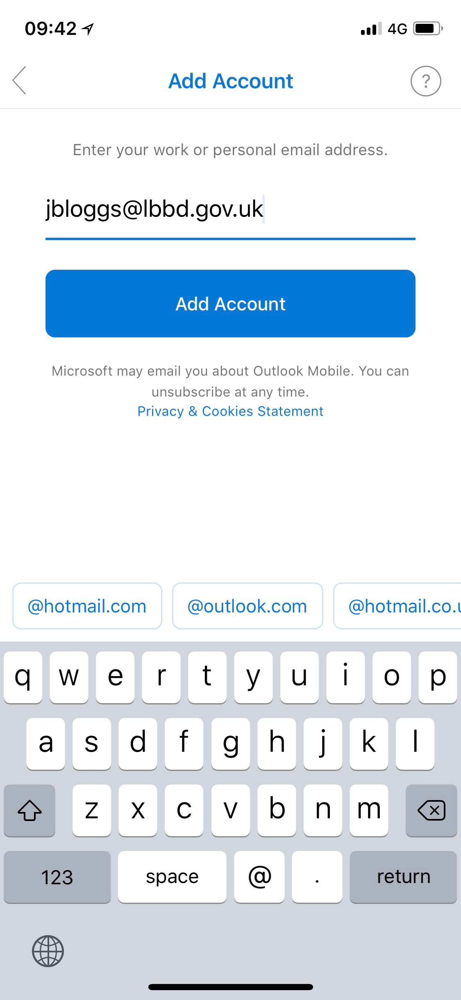 09:42
4G
Add Account
?
Enter your work or personal email address.
jbloggs@lbbd.gov.uk
Add Account
Microsoft may email you about Outlook Mobile. You can
unsubscribe at any time.
Privacy & Cookies Statement
@hotmail.com @outlook.com @hotmail.co.u
q w e r t y u i o p
a s d f g h j k l
z x c v b n m
123 space @ . return